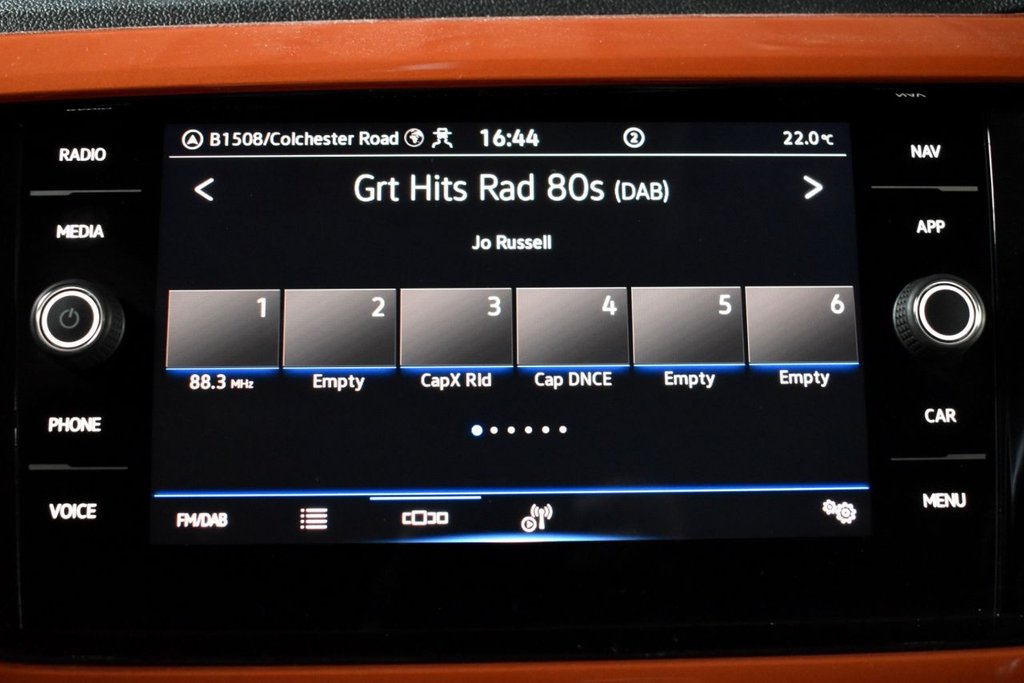 RADIO
MEDIA
PHONE
VOICE
B1508/Colchester Road 16:44 2 22.0°C
< Grt Hits Rad 80s (DAB) >
Jo Russell
1 2 3 4 5 6
88.3 MHz Empty CapX Rld Cap DNCE Empty Empty
FM/DAB
NAV
APP
CAR
MENU